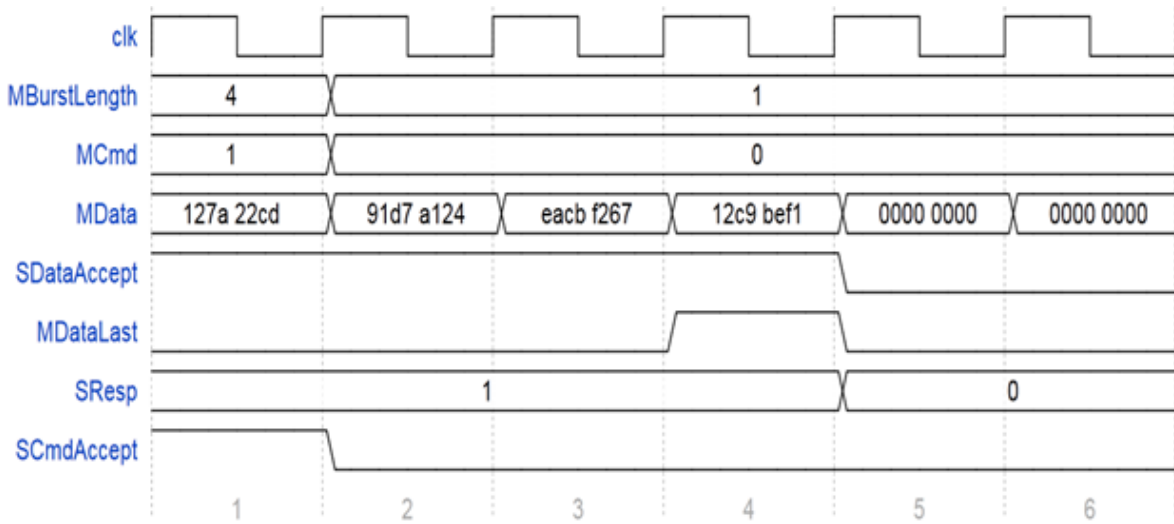 clk
MBurstLength 4 1
MCmd 1 0
MData 127a 22cd 91d7 a124 eacb f267 12c9 bef1 0000 0000 0000 0000
SDataAccept
MDataLast
SResp 1 0
SCmdAccept
1 2 3 4 5 6